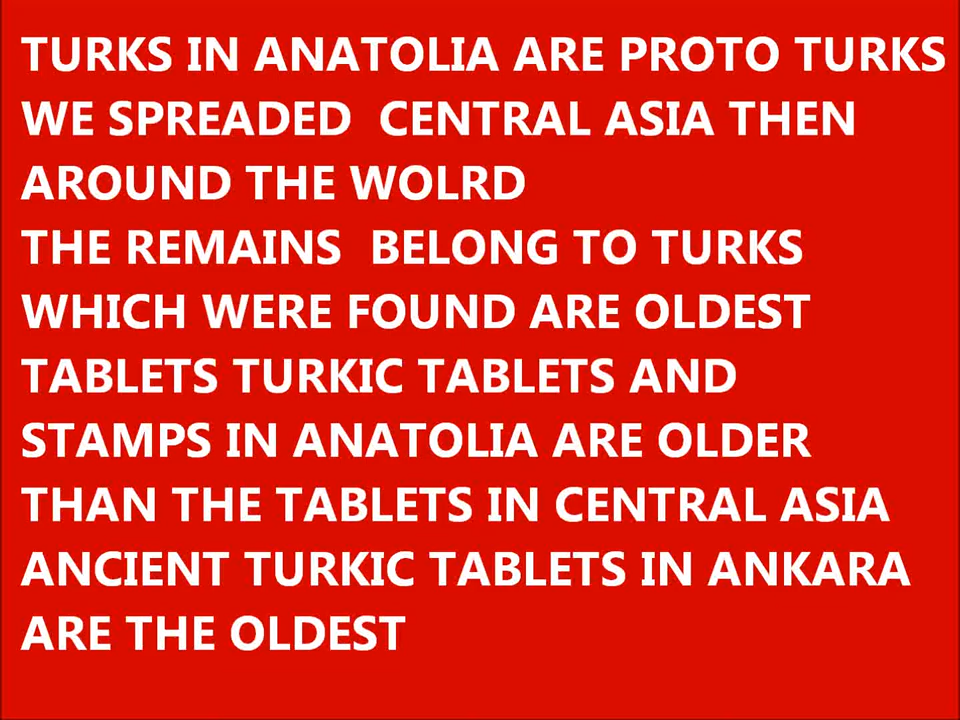 TURKS IN ANATOLIA ARE PROTO TURKS
WE SPREADED CENTRAL ASIA THEN
AROUND THE WOLRD
THE REMAINS BELONG TO TURKS
WHICH WERE FOUND ARE OLDEST
TABLETS TURKIC TABLETS AND
STAMPS IN ANATOLIA ARE OLDER
THAN THE TABLETS IN CENTRAL ASIA
ANCIENT TURKIC TABLETS IN ANKARA
ARE THE OLDEST